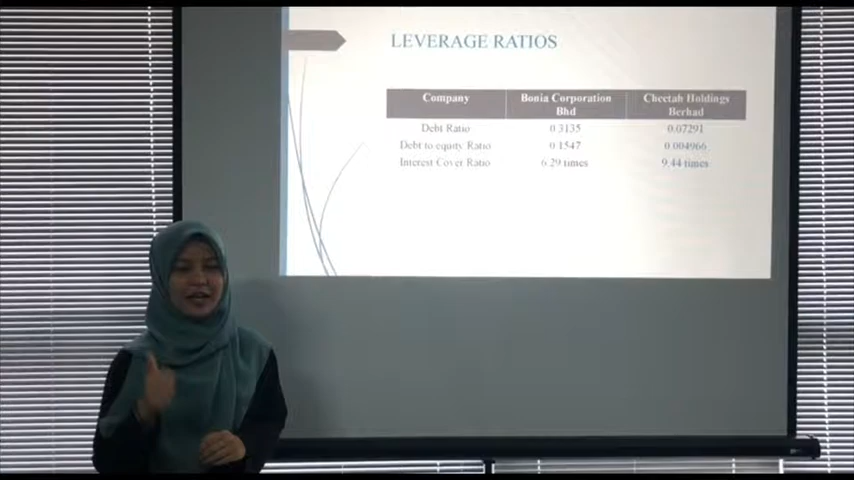 LEVERAGE RATIOS
Company Bonia Corporation Bhd Cheetah Holdings Berhad
Debt Ratio 0.3135 0.07291
Debt to equity Ratio 0.1547 0.004966
Interest Cover Ratio 6.29 times 9.44 times